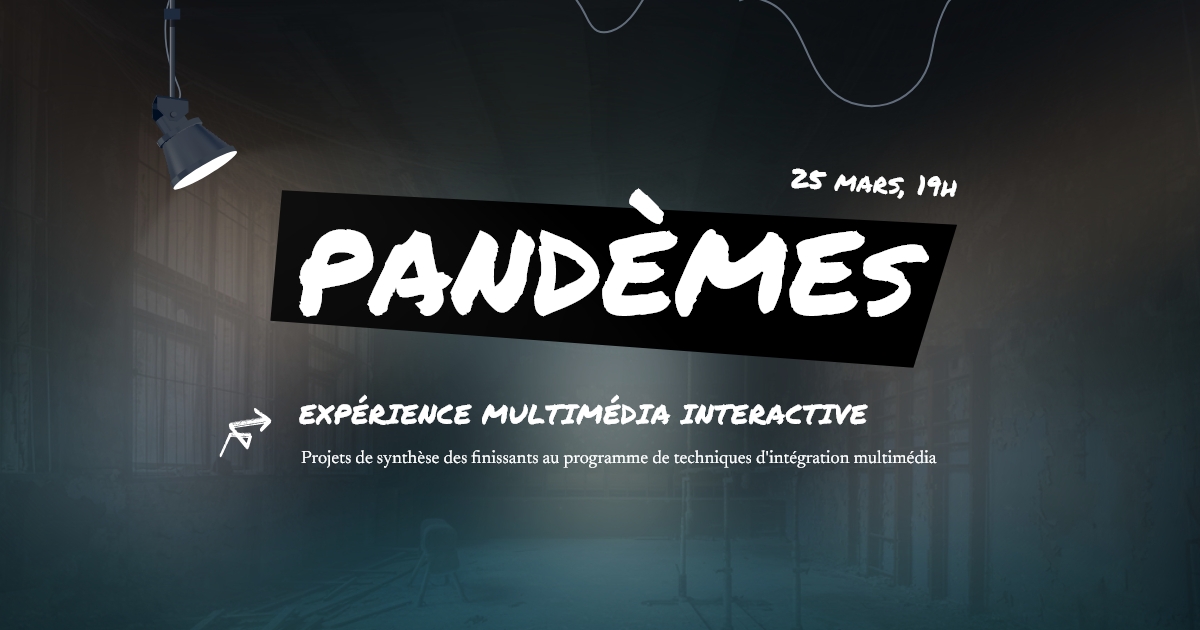 25 MARS, 19H
PANDÈMES
EXPÉRIENCE MULTIMÉDIA INTERACTIVE
Projets de synthèse des finissants au programme de techniques d'intégration multimédia